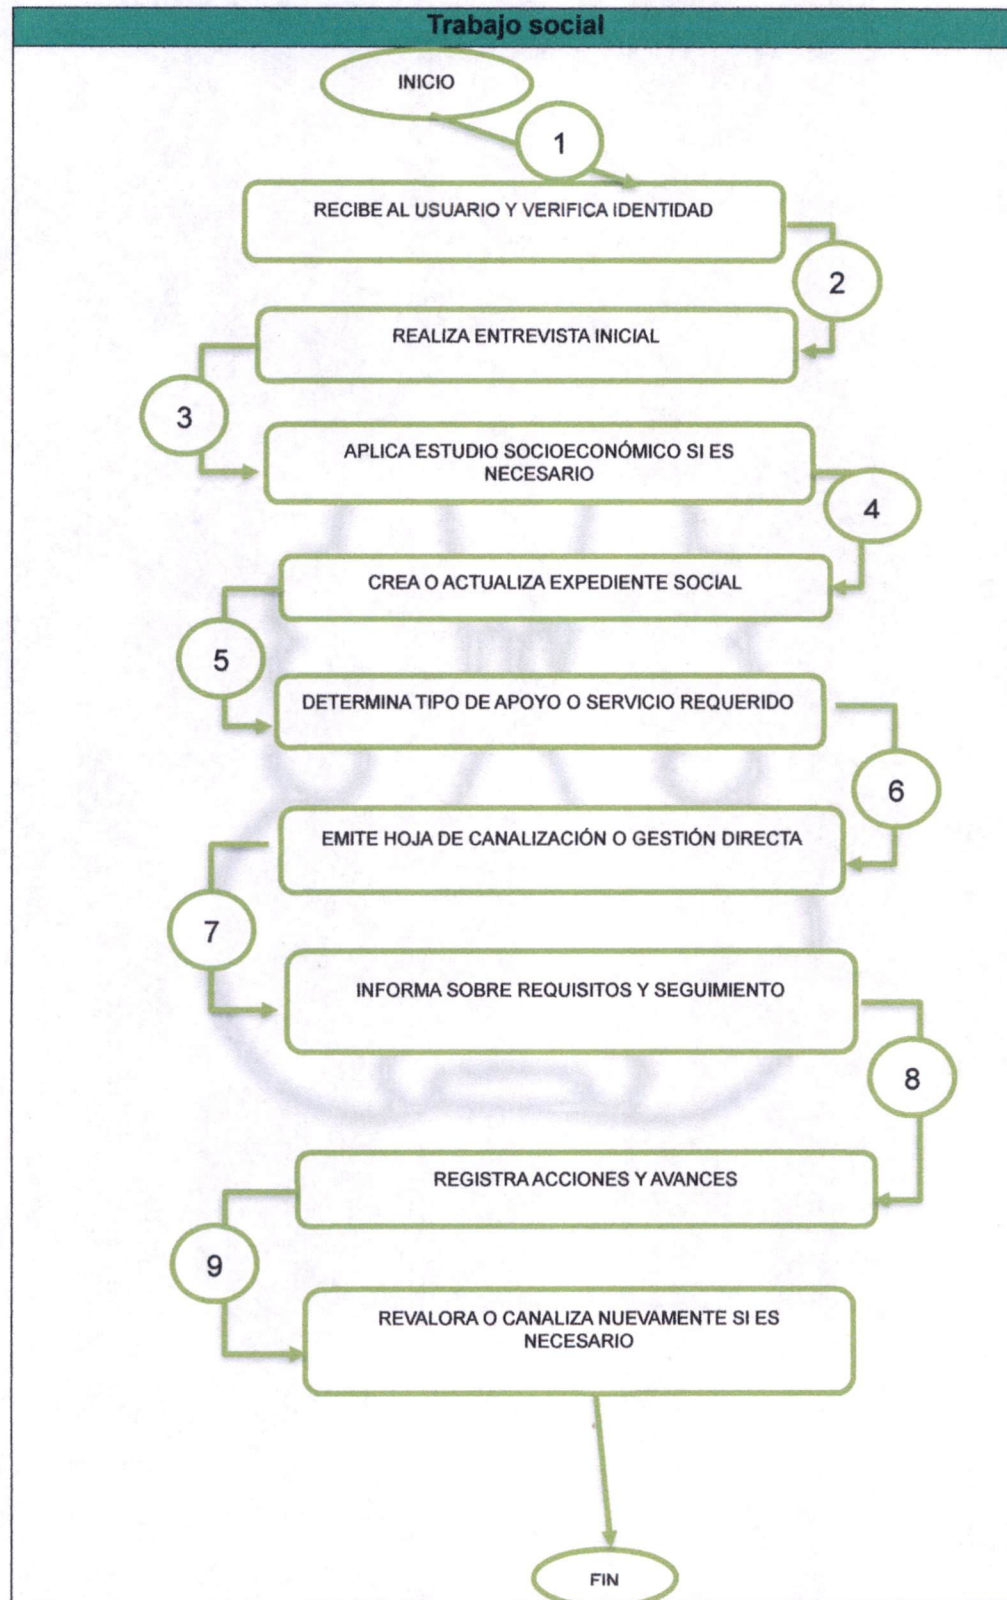 Trabajo social
INICIO
1
RECIBE AL USUARIO Y VERIFICA IDENTIDAD
2
REALIZA ENTREVISTA INICIAL
3
APLICA ESTUDIO SOCIOECONÓMICO SI ES
NECESARIO
4
CREA O ACTUALIZA EXPEDIENTE SOCIAL
5
DETERMINA TIPO DE APOYO O SERVICIO REQUERIDO
6
EMITE HOJA DE CANALIZACIÓN O GESTIÓN DIRECTA
7
INFORMA SOBRE REQUISITOS Y SEGUIMIENTO
8
REGISTRA ACCIONES Y AVANCES
9
REVALORA O CANALIZA NUEVAMENTE SI ES
NECESARIO
FIN